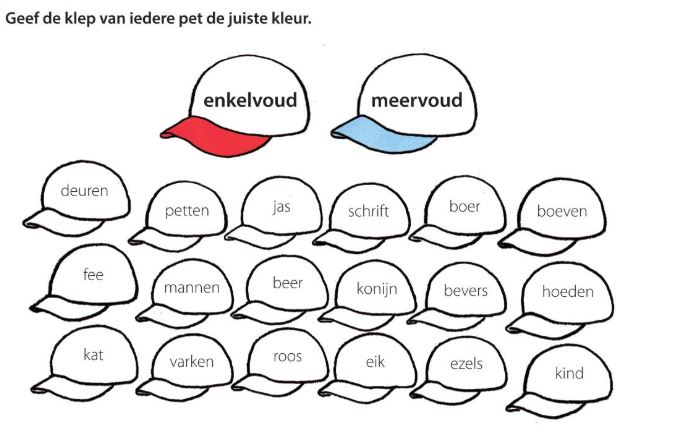 Geef de klep van iedere pet de juiste kleur.
enkelvoud meervoud
deuren petten jas schrift boer boeven
fee mannen beer konijn bevers hoeden
kat varken roos eik ezels kind